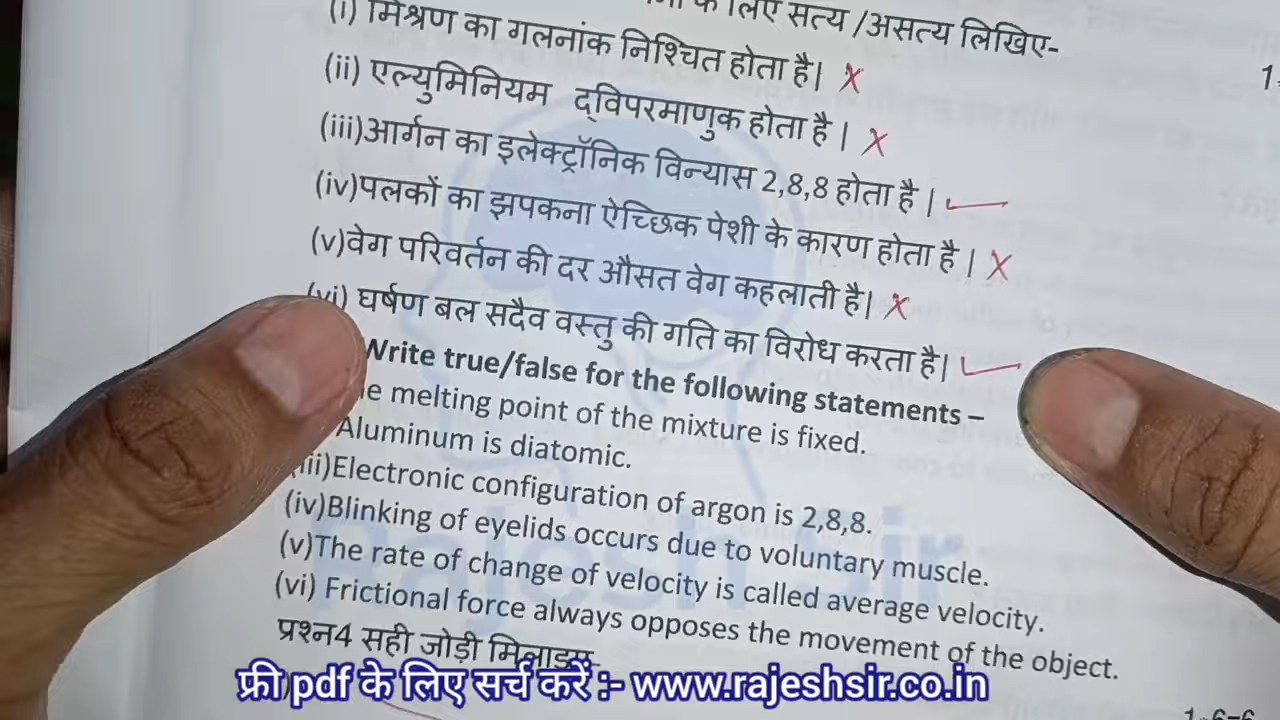 के लिए सत्य /असत्य लिखिए-
(i) मिश्रण का गलनांक निश्चित होता है। x
(ii) एल्युमिनियम द्विपरमाणुक होता है। x
(iii)आर्गन का इलेक्ट्रॉनिक विन्यास 2,8,8 होता है।
(iv)पलकों का झपकना ऐच्छिक पेशी के कारण होता है। x
(v)वेग परिवर्तन की दर औसत वेग कहलाती है। x
(vi) घर्षण बल सदैव वस्तु की गति का विरोध करता है।
Write true/false for the following statements –
melting point of the mixture is fixed.
Aluminum is diatomic.
(iii)Electronic configuration of argon is 2,8,8.
(iv)Blinking of eyelids occurs due to voluntary muscle.
(v)The rate of change of velocity is called average velocity.
(vi) Frictional force always opposes the movement of the object.
प्रश्न4 सही जोड़ी मिलाइए-
फ्री pdf के लिए सर्च करें :- www.rajeshsir.co.in